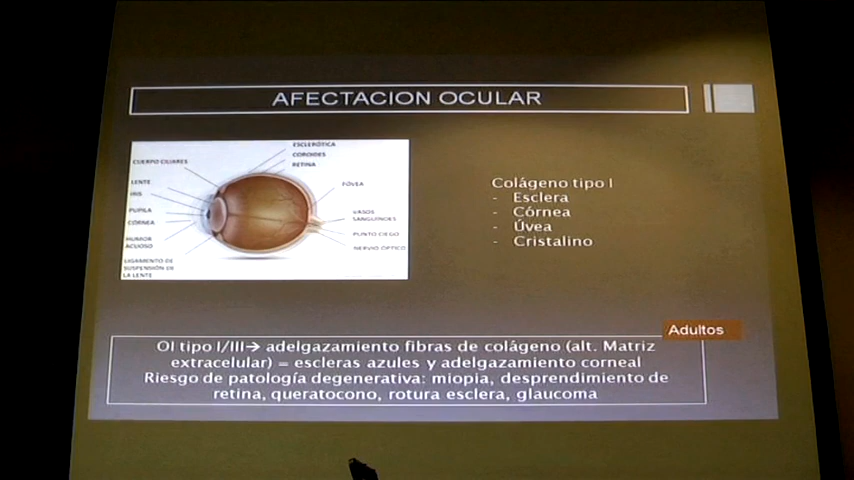 AFECTACION OCULAR
ESCLERÓTICA
COROIDES
RETINA
CUERPO CILIARES
LENTE
IRIS
PUPILA
CÓRNEA
HUMOR
ACUOSO
LIGAMENTO DE
SUSPENSIÓN DE
LA LENTE
FÓVEA
VASOS
SANGUÍNEOS
PUNTO CIEGO
NERVIO ÓPTICO
Colágeno tipo I
- Esclera
- Córnea
- Úvea
- Cristalino
Adultos
OI tipo I/III→ adelgazamiento fibras de colágeno (alt. Matriz
extracelular) = escleras azules y adelgazamiento corneal
Riesgo de patología degenerativa: miopia, desprendimiento de
retina, queratocono, rotura esclera, glaucoma